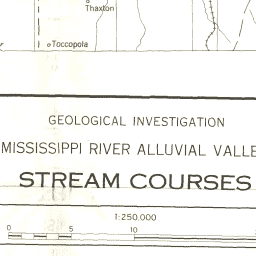 Thaxton
Toccopola
GEOLOGICAL INVESTIGATION
MISSISSIPPI RIVER ALLUVIAL VALLE
STREAM COURSES
1:250,000
0 5 10